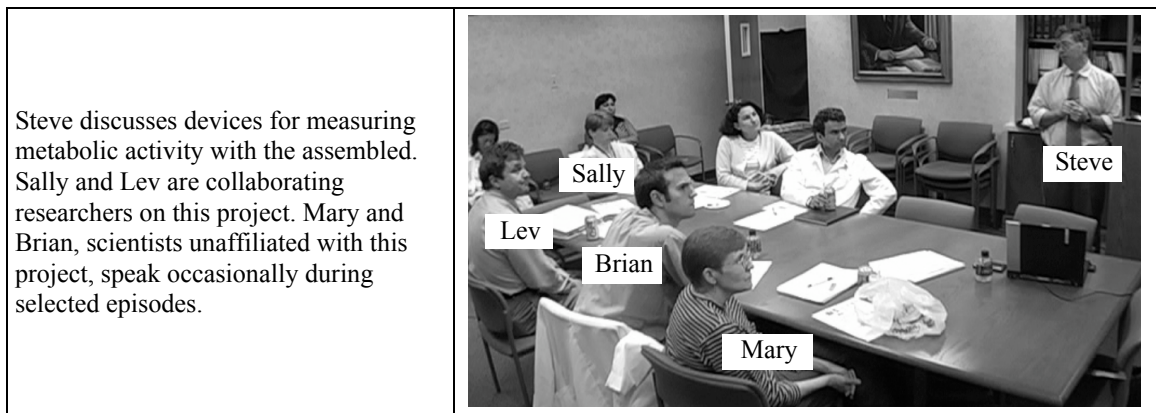 Steve discusses devices for measuring
metabolic activity with the assembled.
Sally and Lev are collaborating
researchers on this project. Mary and
Brian, scientists unaffiliated with this
project, speak occasionally during
selected episodes.
Steve
Sally
Lev
Brian
Mary